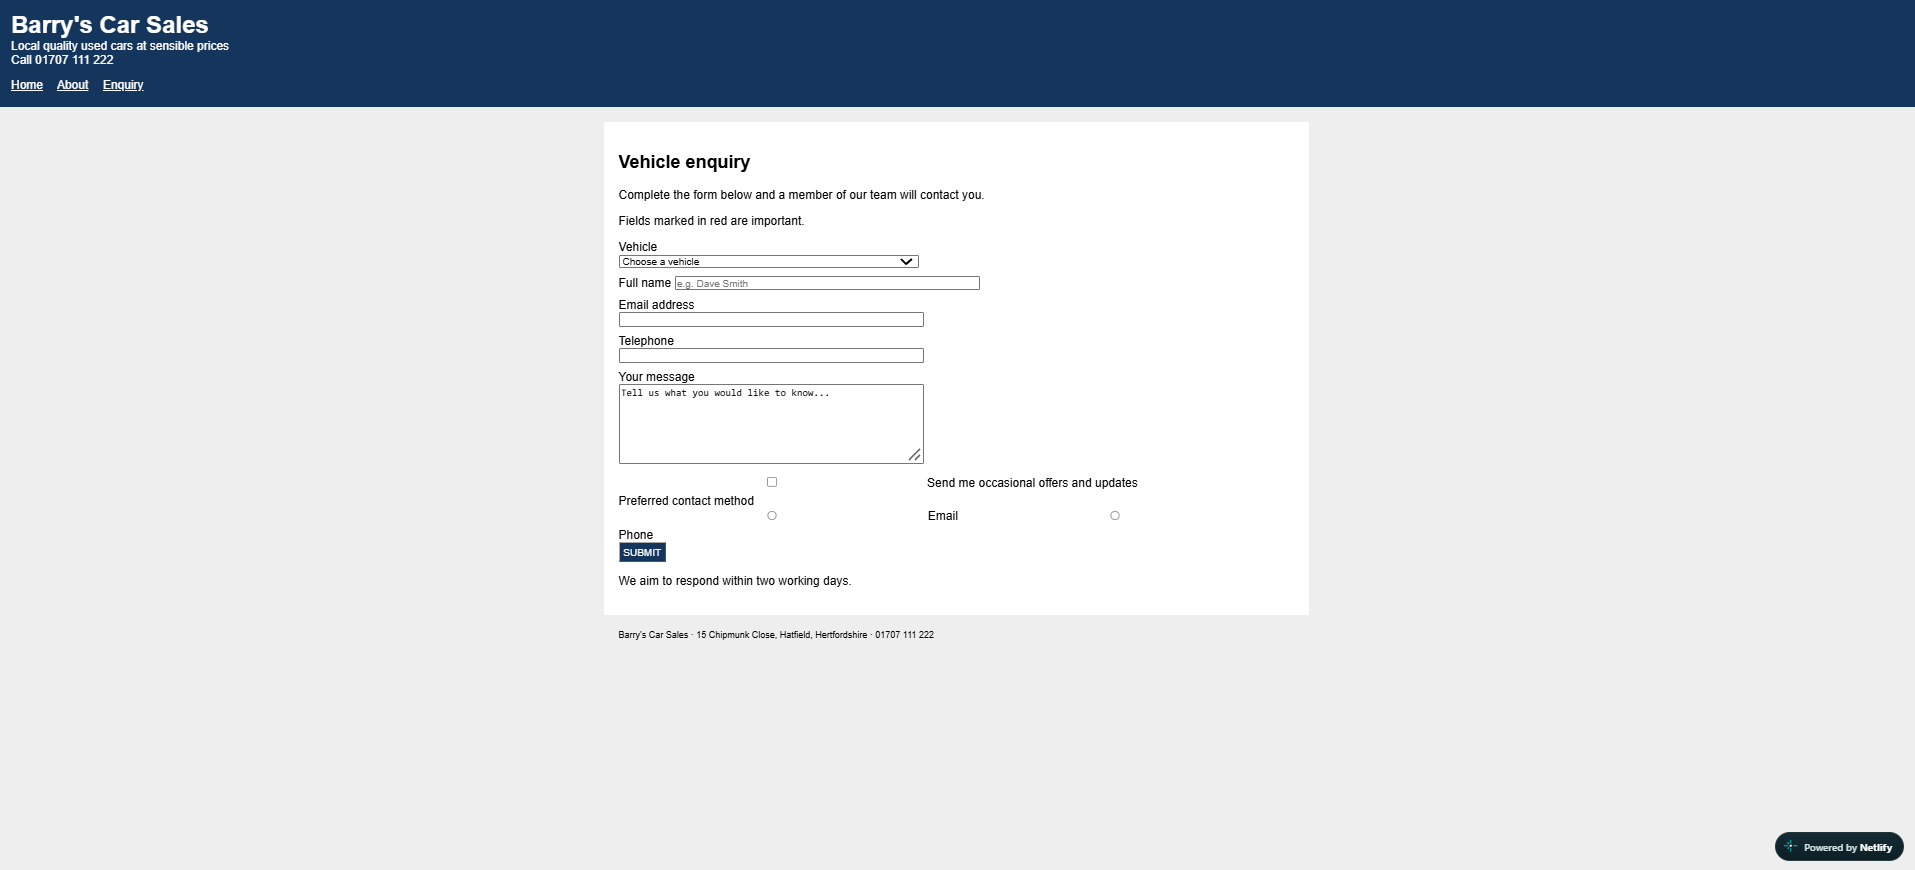 Barry's Car Sales
Local quality used cars at sensible prices
Call 01707 111 222
Home About Enquiry
Vehicle enquiry
Complete the form below and a member of our team will contact you.
Fields marked in red are important.
Vehicle
Choose a vehicle
Full name e.g. Dave Smith
Email address
Telephone
Your message
Tell us what you would like to know...
Send me occasional offers and updates
Preferred contact method
Email
Phone
SUBMIT
We aim to respond within two working days.
Barry's Car Sales · 15 Chipmunk Close, Hatfield, Hertfordshire · 01707 111 222
Powered by Netlify